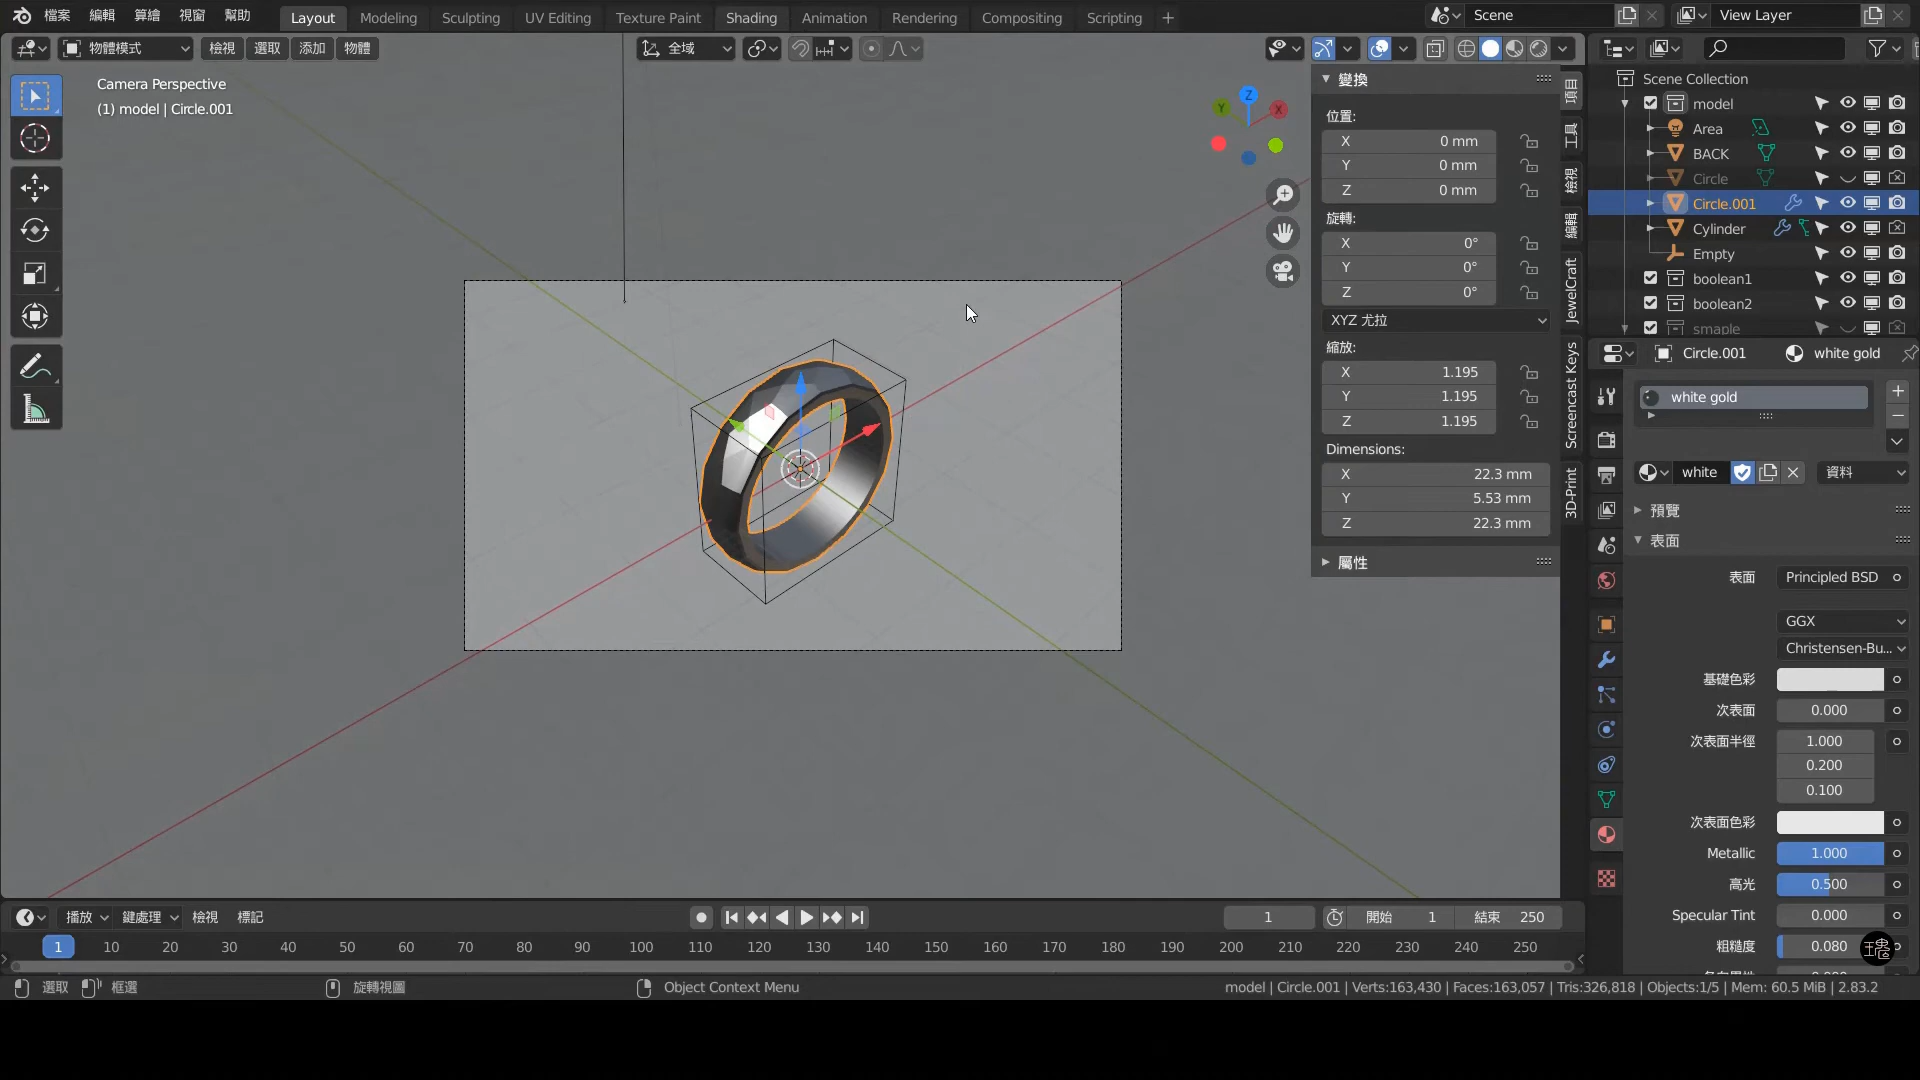 檔案 編輯 算繪 視窗 幫助 Layout Modeling Sculpting UV Editing Texture Paint Shading Animation Rendering Compositing Scripting + Scene View Layer
物體模式 檢視 選取 添加 物體 全域
Camera Perspective
(1) model | Circle.001
Z
Y
X
變換
位置:
X 0 mm
Y 0 mm
Z 0 mm
旋轉:
X 0°
Y 0°
Z 0°
XYZ 尤拉
縮放:
X 1.195
Y 1.195
Z 1.195
Dimensions:
X 22.3 mm
Y 5.53 mm
Z 22.3 mm
屬性
項目
工具
檢視
編輯
JewelCraft
Screencast Keys
3D-Print
Scene Collection
model
Area
BACK
Circle
Circle.001
Cylinder
Empty
boolean1
boolean2
smaple
Circle.001 white gold
white gold
white 資料
預覽
表面
表面 Principled BSD
GGX
Christensen-Bu...
基礎色彩
次表面 0.000
次表面半徑 1.000
0.200
0.100
次表面色彩
Metallic 1.000
高光 0.500
Specular Tint 0.000
粗糙度 0.080
播放 鍵處理 檢視 標記 1 開始 1 結束 250
1 10 20 30 40 50 60 70 80 90 100 110 120 130 140 150 160 170 180 190 200 210 220 230 240 250
選取 框選 旋轉視圖 Object Context Menu model | Circle.001 | Verts:163,430 | Faces:163,057 | Tris:326,818 | Objects:1/5 | Mem: 60.5 MiB | 2.83.2